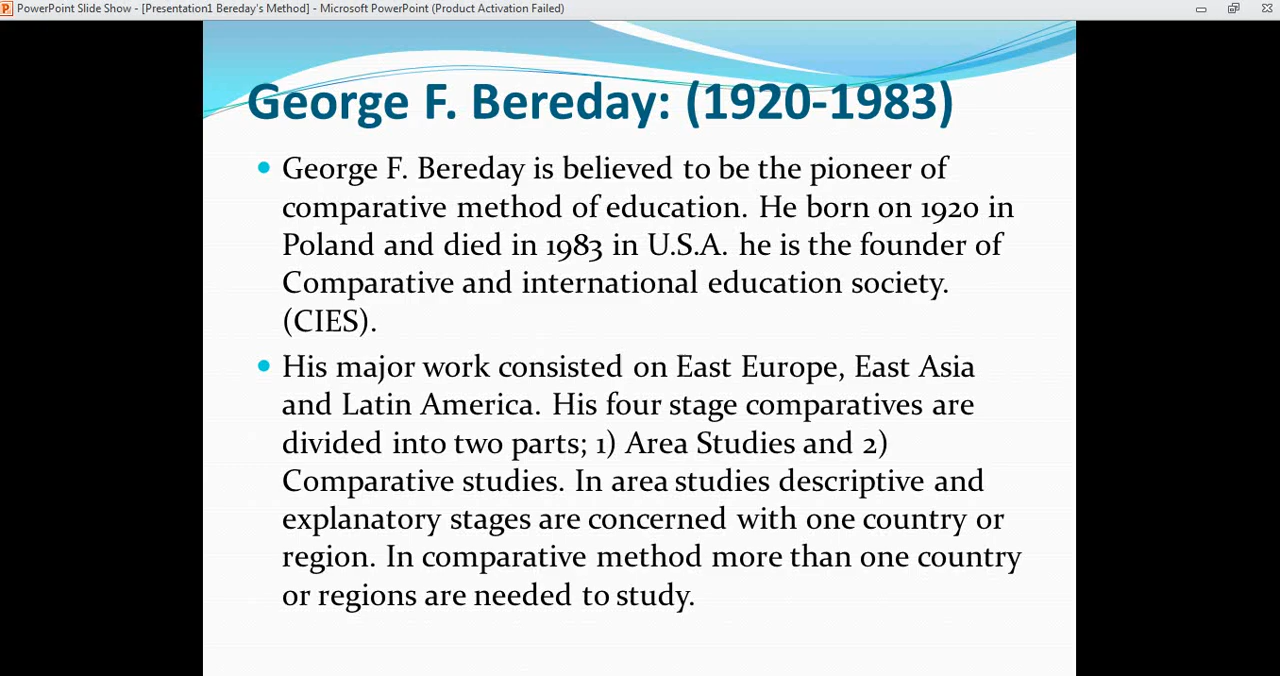 PowerPoint Slide Show - [Presentation1 Bereday's Method] - Microsoft PowerPoint (Product Activation Failed)
George F. Bereday: (1920-1983)
George F. Bereday is believed to be the pioneer of
comparative method of education. He born on 1920 in
Poland and died in 1983 in U.S.A. he is the founder of
Comparative and international education society.
(CIES).
His major work consisted on East Europe, East Asia
and Latin America. His four stage comparatives are
divided into two parts; 1) Area Studies and 2)
Comparative studies. In area studies descriptive and
explanatory stages are concerned with one country or
region. In comparative method more than one country
or regions are needed to study.